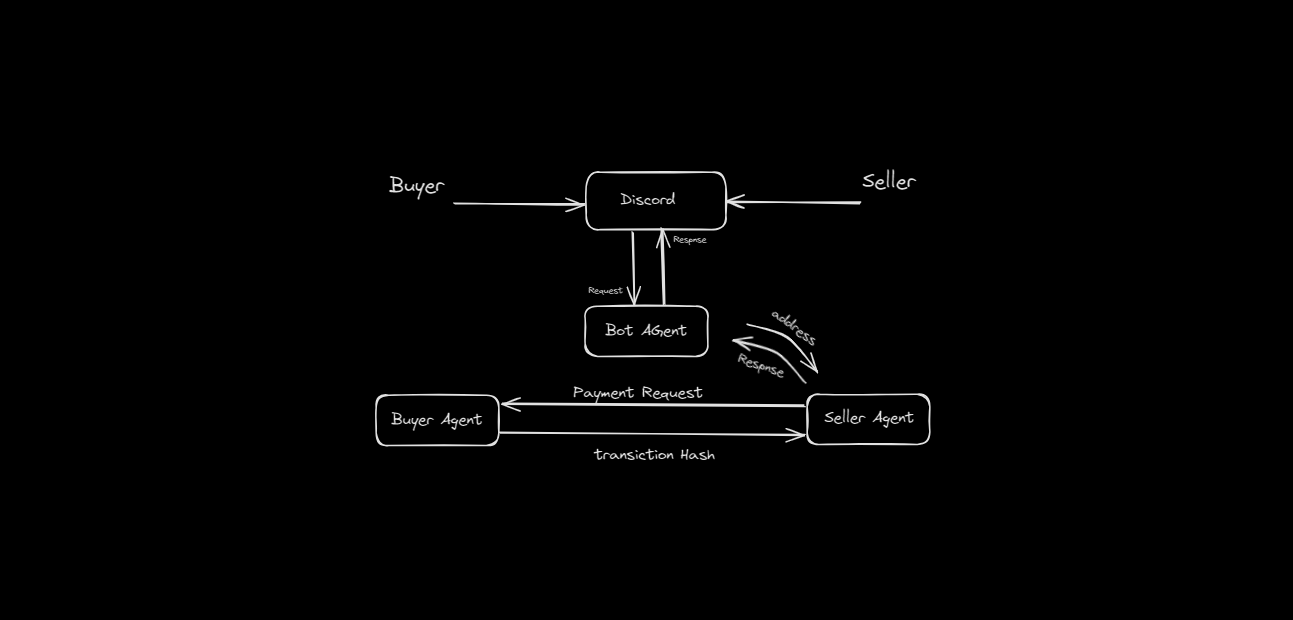 Buyer
Seller
Discord
Respnse
Request
Bot AGent
address
Respnse
Payment Request
Buyer Agent
Seller Agent
transiction Hash